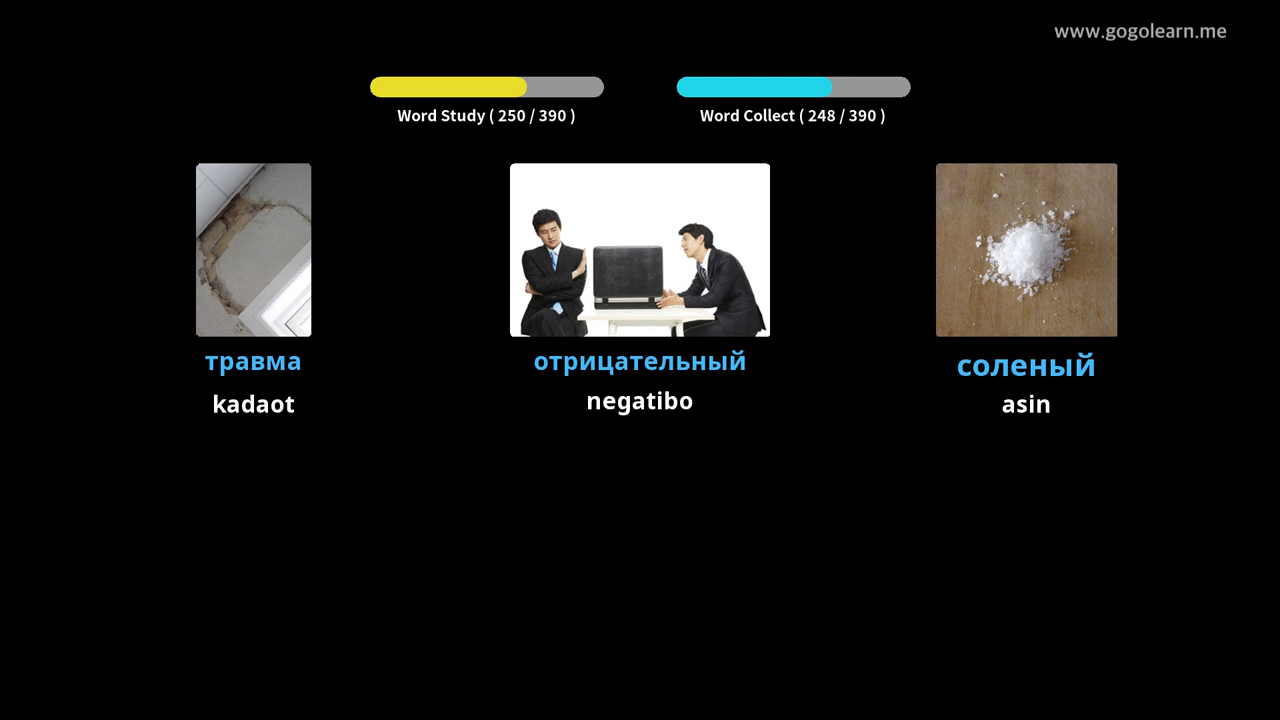 www.gogolearn.me
Word Study ( 250 / 390 )
Word Collect ( 248 / 390 )
травма
отрицательный
соленый
kadaot
negatibo
asin